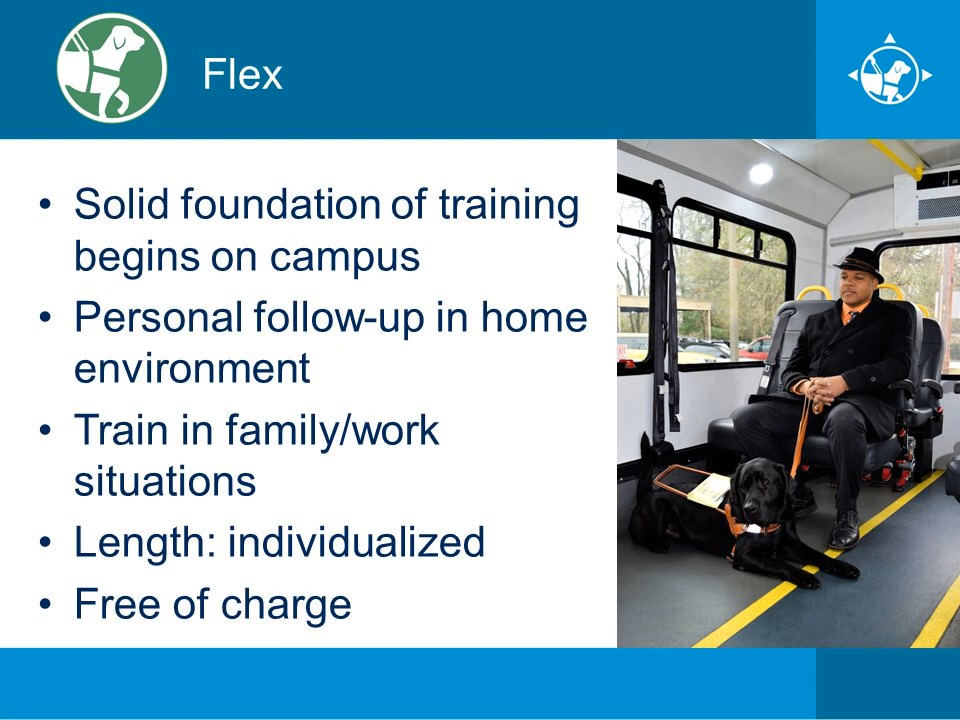 Flex
• Solid foundation of training
begins on campus
• Personal follow-up in home
environment
• Train in family/work
situations
• Length: individualized
• Free of charge